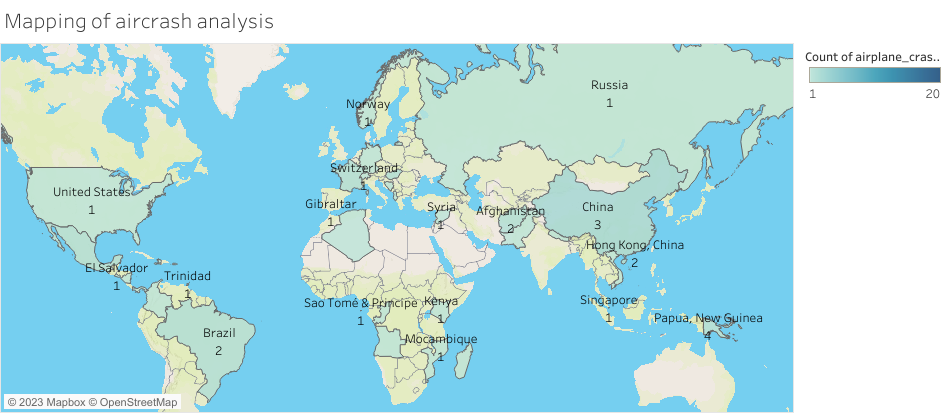 Mapping of aircrash analysis
Count of airplane_cras..
1 20
Russia
1
Norway
1
Switzerland
1
United States
1
Gibraltar
1
Syria
1
Afghanistan
2
China
3
Hong Kong, China
2
El Salvador
1
Trinidad
1
Sao Tome & Principe
1
Kenya
1
Singapore
1
Papua, New Guinea
4
Brazil
2
Mocambique
1
© 2023 Mapbox © OpenStreetMap